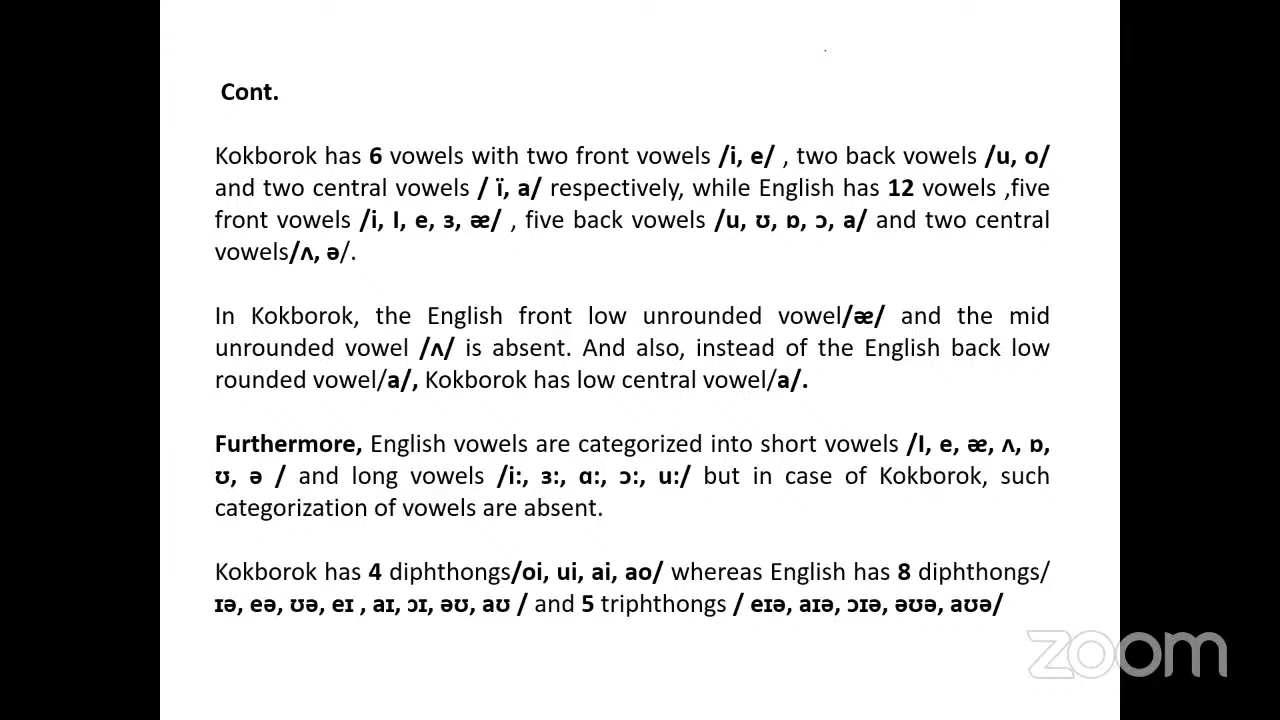 Cont.
Kokborok has 6 vowels with two front vowels /i, e/ , two back vowels /u, o/
and two central vowels / ï, a/ respectively, while English has 12 vowels ,five
front vowels /i, I, e, ɜ, æ/ , five back vowels /u, ʊ, ɒ, ɔ, a/ and two central
vowels/ʌ, ə/.
In Kokborok, the English front low unrounded vowel/æ/ and the mid
unrounded vowel /ʌ/ is absent. And also, instead of the English back low
rounded vowel/a/, Kokborok has low central vowel/a/.
Furthermore, English vowels are categorized into short vowels /I, e, æ, ʌ, ɒ,
ʊ, ə / and long vowels /i:, ɜ:, ɑ:, ɔ:, u:/ but in case of Kokborok, such
categorization of vowels are absent.
Kokborok has 4 diphthongs/oi, ui, ai, ao/ whereas English has 8 diphthongs/
ɪə, eə, ʊə, eɪ , aɪ, ɔɪ, əʊ, aʊ / and 5 triphthongs / eɪə, aɪə, ɔɪə, əʊə, aʊə/
zoom